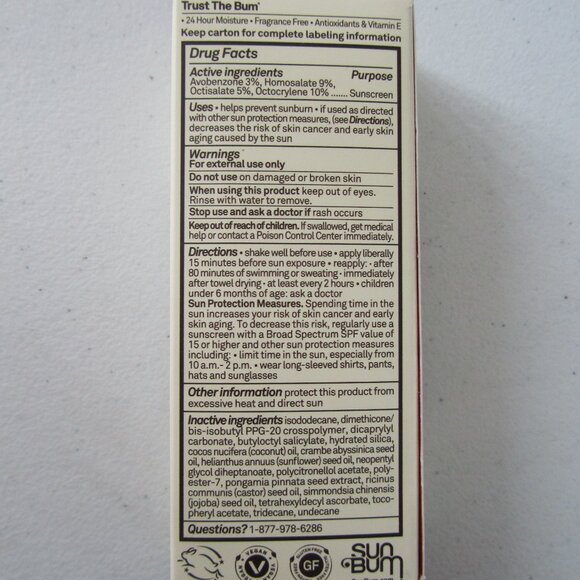 Trust The Bum®
• 24 Hour Moisture • Fragrance Free • Antioxidants & Vitamin E
Keep carton for complete labeling information
Drug Facts
Active ingredients Purpose
Avobenzone 3%, Homosalate 9%,
Octisalate 5%, Octocrylene 10% ....... Sunscreen
Uses • helps prevent sunburn • if used as directed
with other sun protection measures, (see Directions),
decreases the risk of skin cancer and early skin
aging caused by the sun
Warnings
For external use only
Do not use on damaged or broken skin
When using this product keep out of eyes.
Rinse with water to remove.
Stop use and ask a doctor if rash occurs
Keep out of reach of children. If swallowed, get medical
help or contact a Poison Control Center immediately.
Directions • shake well before use • apply liberally
15 minutes before sun exposure • reapply: • after
80 minutes of swimming or sweating • immediately
after towel drying • at least every 2 hours • children
under 6 months of age: ask a doctor
Sun Protection Measures. Spending time in the
sun increases your risk of skin cancer and early
skin aging. To decrease this risk, regularly use a
sunscreen with a Broad Spectrum SPF value of
15 or higher and other sun protection measures
including: • limit time in the sun, especially from
10 a.m.- 2 p.m. • wear long-sleeved shirts, pants,
hats and sunglasses
Other information protect this product from
excessive heat and direct sun
Inactive ingredients isododecane, dimethicone/
bis-isobutyl PPG-20 crosspolymer, dicaprylyl
carbonate, butyloctyl salicylate, hydrated silica,
cocos nucifera (coconut) oil, crambe abyssinica seed
oil, helianthus annuus (sunflower) seed oil, neopentyl
glycol diheptanoate, polycitronellol acetate, poly-
ester-7, pongamia pinnata seed extract, ricinus
communis (castor) seed oil, simmondsia chinensis
(jojoba) seed oil, tetrahexyldecyl ascorbate, toco-
pheryl acetate, tridecane, undecane
Questions? 1-877-978-6286
VEGAN
V
GLUTEN FREE
GF
SUN
BUM